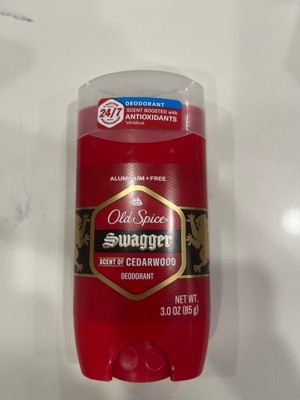 24/7
DEODORANT
SCENT BOOSTED with
ANTIOXIDANTS
ALUMINUM • FREE
Old Spice
Swagger
SCENT OF CEDARWOOD
DEODORANT
NET WT.
3.0 OZ (85 g)